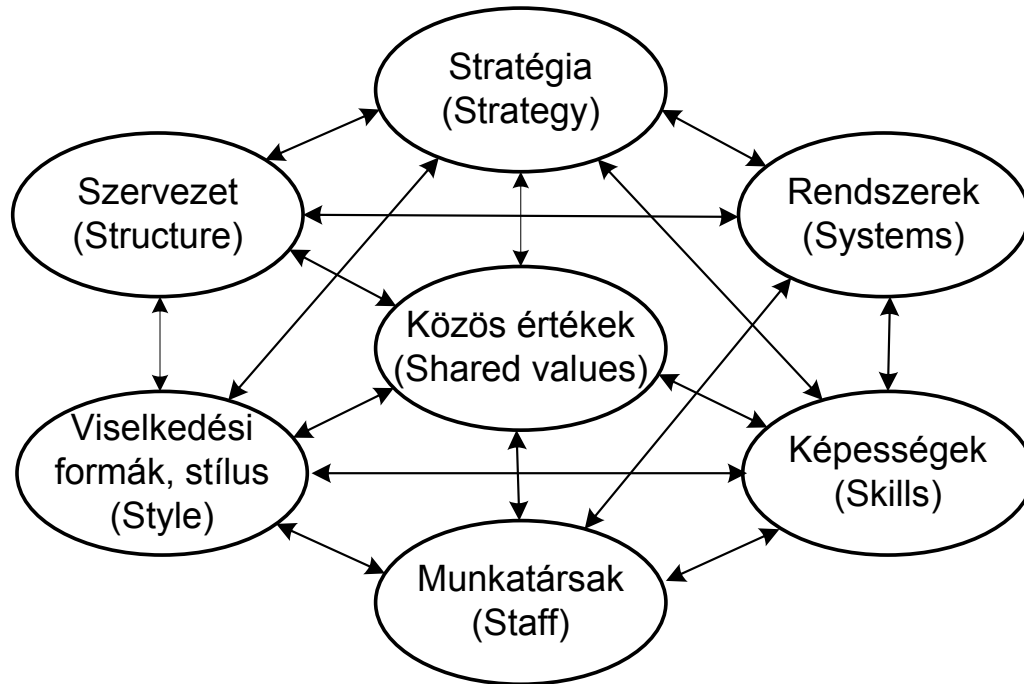 Stratégia
(Strategy)
Szervezet
(Structure)
Rendszerek
(Systems)
Közös értékek
(Shared values)
Viselkedési
formák, stílus
(Style)
Képességek
(Skills)
Munkatársak
(Staff)